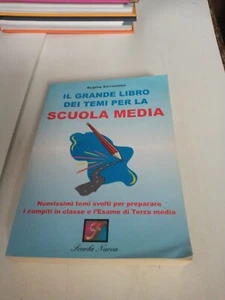 IL GRANDE LIBRO
DEI TEMI PER LA
SCUOLA MEDIA
Nuovissimi temi svolti per preparare
i compiti in classe e l'Esame di Terza media
Scuola Nuova